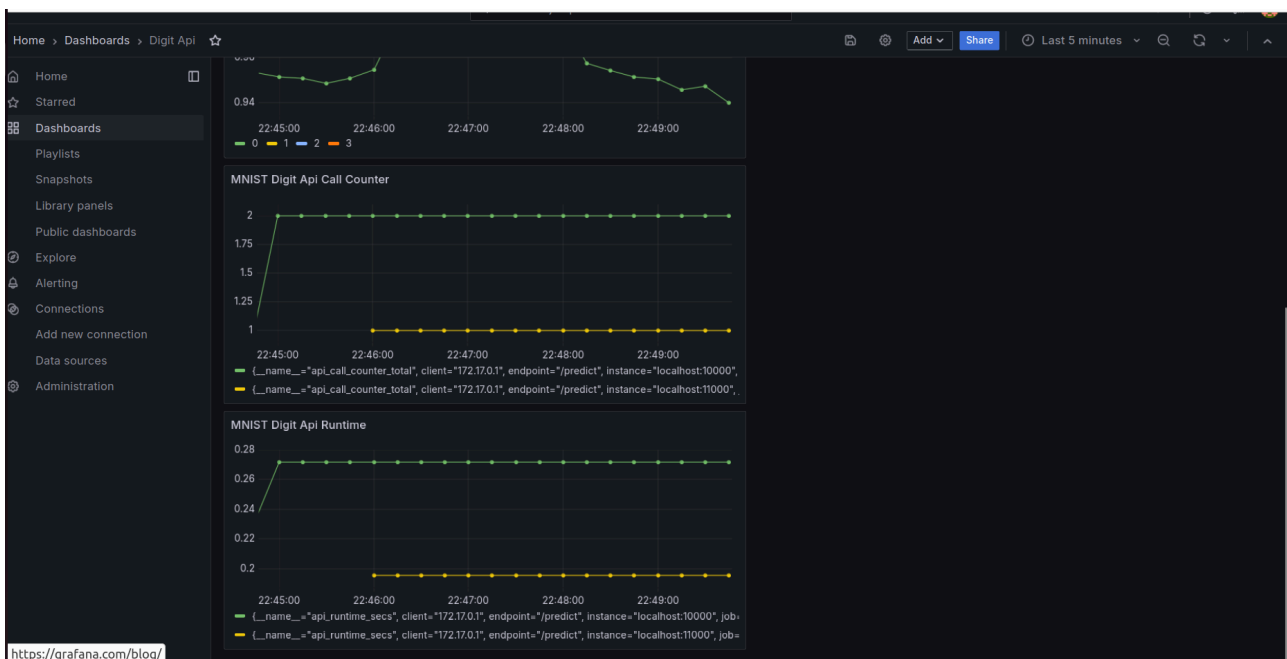 Home › Dashboards › Digit Api
Add
Share
Last 5 minutes
Home
Starred
Dashboards
Playlists
Snapshots
Library panels
Public dashboards
Explore
Alerting
Connections
Add new connection
Data sources
Administration
0.94
22:45:00 22:46:00 22:47:00 22:48:00 22:49:00
0 1 2 3
MNIST Digit Api Call Counter
2
1.75
1.5
1.25
1
22:45:00 22:46:00 22:47:00 22:48:00 22:49:00
{__name__="api_call_counter_total", client="172.17.0.1", endpoint="/predict", instance="localhost:10000",
{__name__="api_call_counter_total", client="172.17.0.1", endpoint="/predict", instance="localhost:11000",
MNIST Digit Api Runtime
0.28
0.26
0.24
0.22
0.2
22:45:00 22:46:00 22:47:00 22:48:00 22:49:00
{__name__="api_runtime_secs", client="172.17.0.1", endpoint="/predict", instance="localhost:10000", job=
{__name__="api_runtime_secs", client="172.17.0.1", endpoint="/predict", instance="localhost:11000", job=
https://grafana.com/blog/